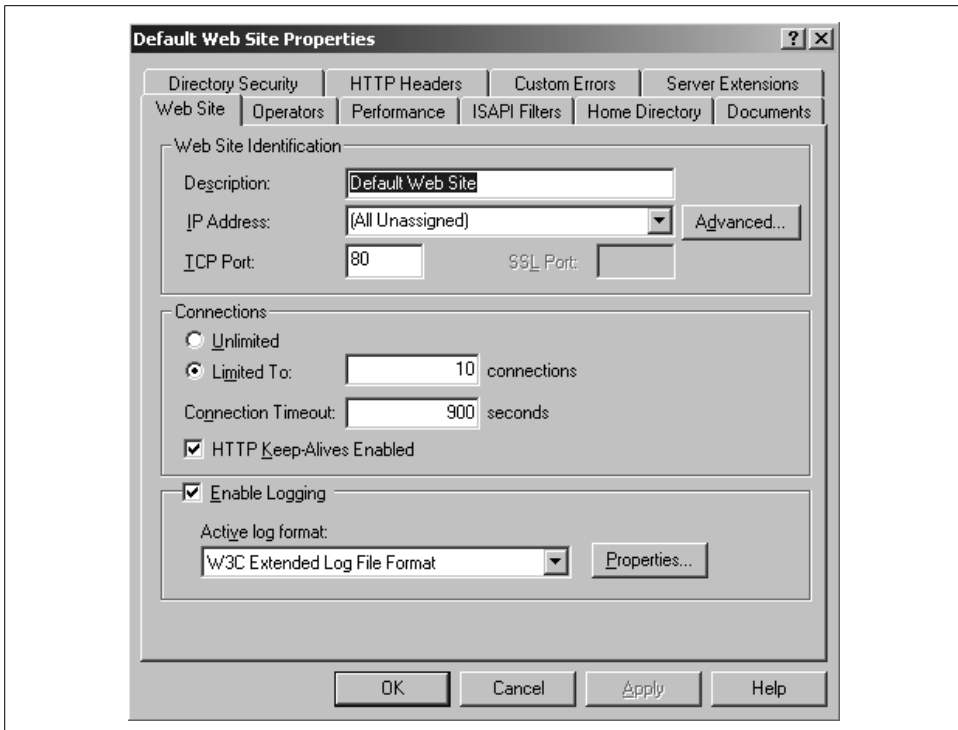 Default Web Site Properties
Directory Security HTTP Headers Custom Errors Server Extensions
Web Site Operators Performance ISAPI Filters Home Directory Documents
Web Site Identification
Description: Default Web Site
IP Address: (All Unassigned) Advanced...
TCP Port: 80 SSL Port:
Connections
Unlimited
Limited To: 10 connections
Connection Timeout: 900 seconds
HTTP Keep-Alives Enabled
Enable Logging
Active log format:
W3C Extended Log File Format Properties...
OK Cancel Apply Help